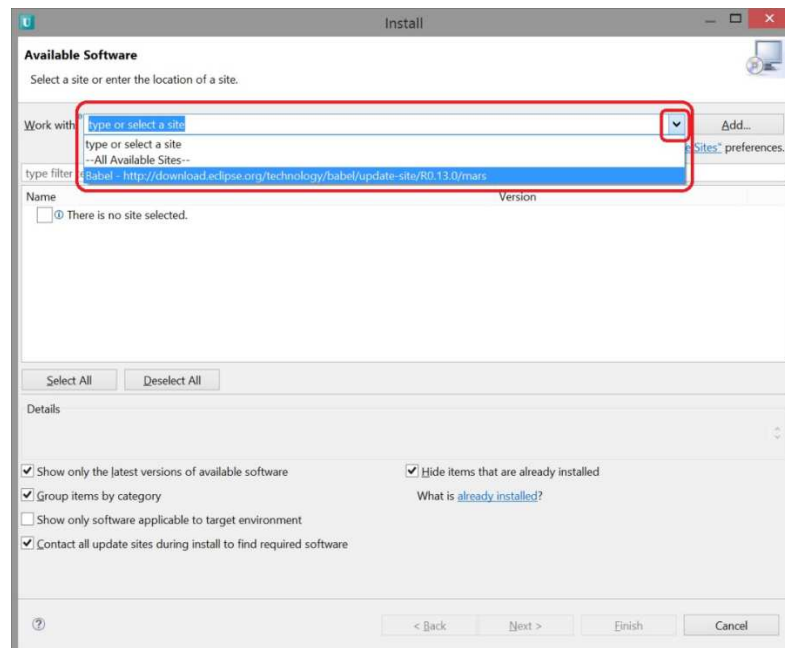 U Install
Available Software
Select a site or enter the location of a site.
Work with type or select a site Add...
type or select a site
--All Available Sites--
Sites" preferences.
type filter
Babel - http://download.eclipse.org/technology/babel/update-site/R0.13.0/mars
Name Version
There is no site selected.
Select All Deselect All
Details
Show only the latest versions of available software Hide items that are already installed
Group items by category What is already installed?
Show only software applicable to target environment
Contact all update sites during install to find required software
< Back Next > Finish Cancel